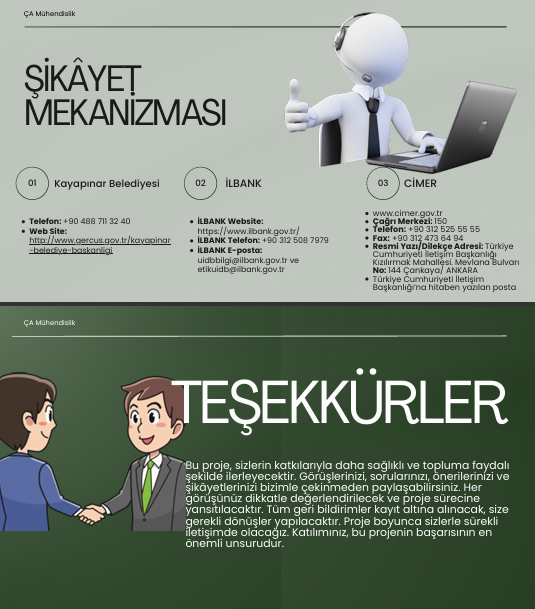 ÇA Mühendislik
ŞİKÂYET
MEKANİZMASI
01 Kayapınar Belediyesi
Telefon: +90 488 711 32 40
Web Site:
http://www.gercus.gov.tr/kayapinar
-belediye-baskanligi
02 İLBANK
İLBANK Website:
https://www.ilbank.gov.tr/
İLBANK Telefon: +90 312 508 7979
İLBANK E-posta:
uidbbilgi@ilbank.gov.tr ve
etikuidb@ilbank.gov.tr
03 CİMER
www.cimer.gov.tr
Çağrı Merkezi: 150
Telefon: +90 312 525 55 55
Fax: +90 312 473 64 94
Resmi Yazı/Dilekçe Adresi: Türkiye
Cumhuriyeti İletişim Başkanlığı
Kızılırmak Mahallesi. Mevlana Bulvarı
No: 144 Çankaya/ ANKARA
Türkiye Cumhuriyeti İletişim
Başkanlığı'na hitaben yazılan posta
ÇA Mühendislik
TEŞEKKÜRLER
Bu proje, sizlerin katkılarıyla daha sağlıklı ve topluma faydalı
şekilde ilerleyecektir. Görüşlerinizi, sorularınızı, önerilerinizi ve
şikâyetlerinizi bizimle çekinmeden paylaşabilirsiniz. Her
görüşünüz dikkatle değerlendirilecek ve proje sürecine
yansıtılacaktır. Tüm geri bildirimler kayıt altına alınacak, size
gerekli dönüşler yapılacaktır. Proje boyunca sizlerle sürekli
iletişimde olacağız. Katılımınız, bu projenin başarısının en
önemli unsurudur.